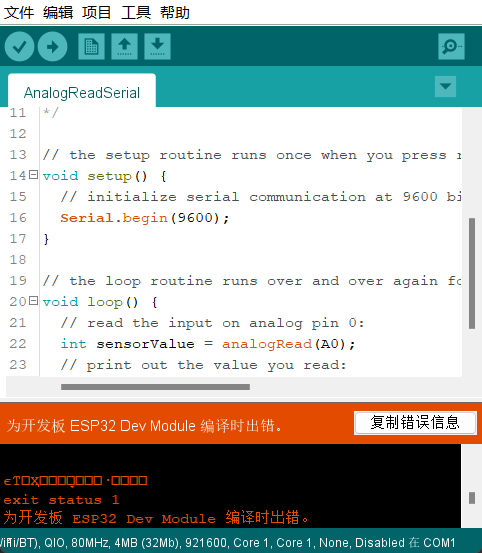 文件 编辑 项目 工具 帮助
AnalogReadSerial
11 */
12
13 // the setup routine runs once when you press
14 void setup() {
15 // initialize serial communication at 9600
16 Serial.begin(9600);
17 }
18
19 // the loop routine runs over and over again
20 void loop() {
21 // read the input on analog pin 0:
22 int sensorValue = analogRead(A0);
23 // print out the value you read:
为开发板 ESP32 Dev Module 编译时出错。
复制错误信息
exit status 1
为开发板 ESP32 Dev Module 编译时出错。
/BT), QIO, 80MHz, 4MB (32Mb), 921600, Core 1, Core 1, None, Disabled 在 COM1